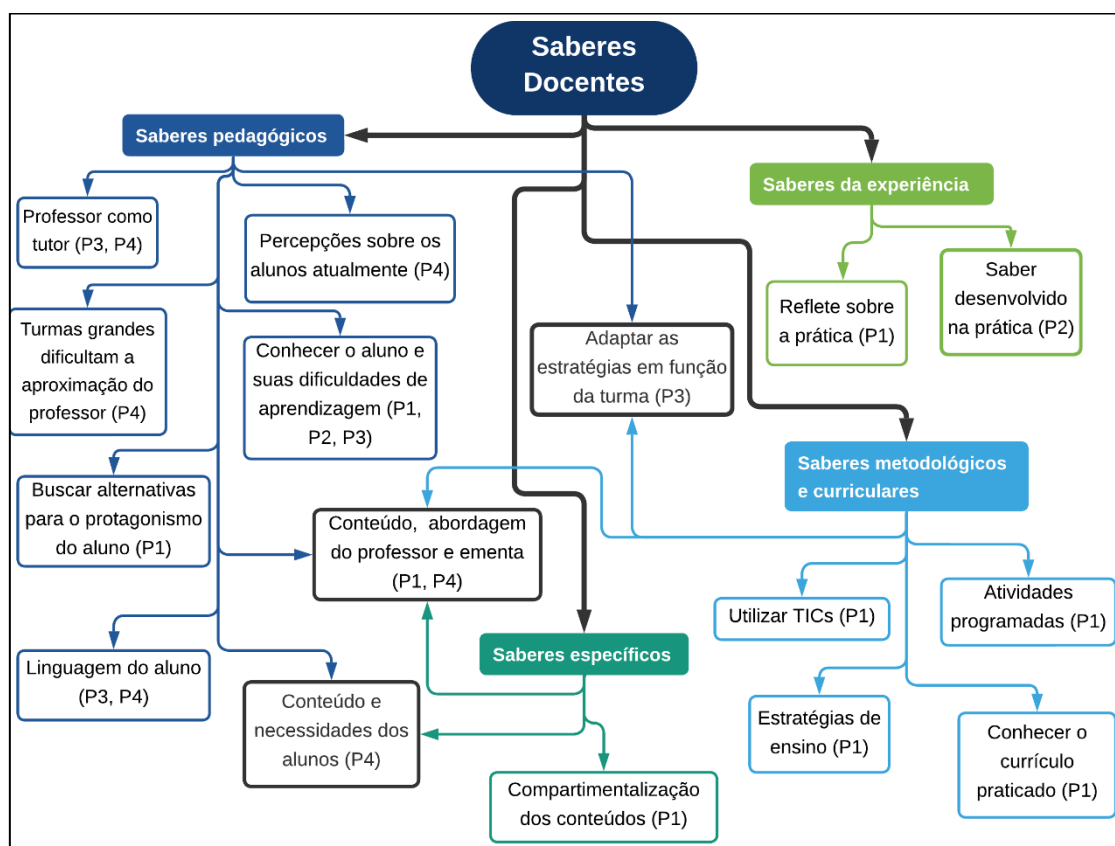 Saberes
Docentes
Saberes pedagógicos
Professor como
tutor (P3, P4)
Percepções sobre os
alunos atualmente (P4)
Turmas grandes
dificultam a
aproximação do
professor (P4)
Conhecer o aluno e
suas dificuldades de
aprendizagem (P1,
P2, P3)
Buscar alternativas
para o protagonismo
do aluno (P1)
Linguagem do aluno
(P3, P4)
Adaptar as
estratégias em função
da turma (P3)
Conteúdo, abordagem
do professor e ementa
(P1, P4)
Conteúdo e
necessidades dos
alunos (P4)
Saberes específicos
Compartimentalização
dos conteúdos (P1)
Saberes da experiência
Reflete sobre
a prática (P1)
Saber
desenvolvido
na prática (P2)
Saberes metodológicos
e curriculares
Utilizar TICs (P1)
Atividades
programadas (P1)
Estratégias de
ensino (P1)
Conhecer o
currículo
praticado (P1)